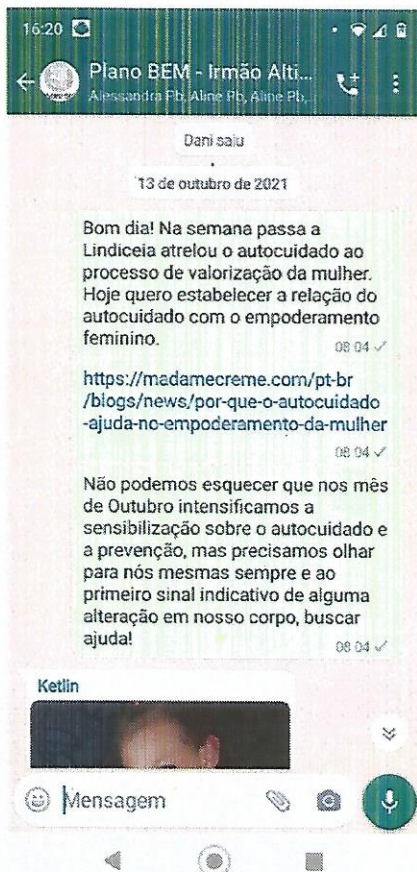 16:20
Plano BEM - Irmão Alti...
Alessandra Pb, Aline Pb, Aline Pb,
Dani saiu
13 de outubro de 2021
Bom dia! Na semana passa a
Lindiceia atrelou o autocuidado ao
processo de valorização da mulher.
Hoje quero estabelecer a relação do
autocuidado com o empoderamento
feminino.
08:04
https://madamecreme.com/pt-br
/blogs/news/por-que-o-autocuidado
-ajuda-no-empoderamento-da-mulher
08:04
Não podemos esquecer que nos mês
de Outubro intensificamos a
sensibilização sobre o autocuidado e
a prevenção, mas precisamos olhar
para nós mesmas sempre e ao
primeiro sinal indicativo de alguma
alteração em nosso corpo, buscar
ajuda!
08:04
Ketlin
Mensagem